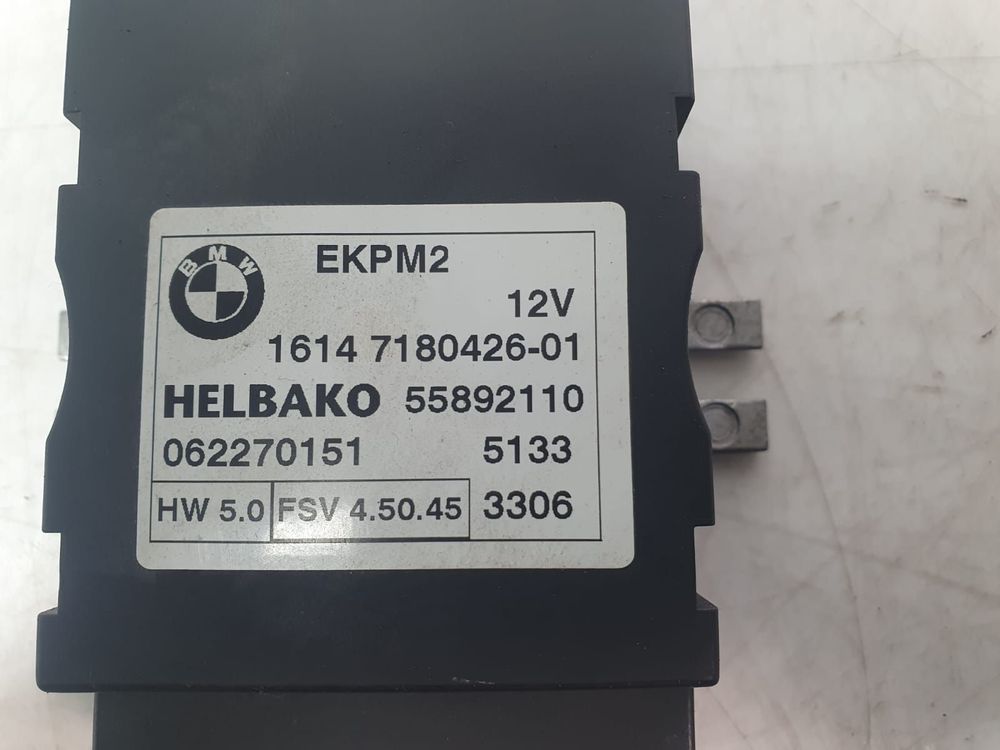 BMW
EKPM2
12V
1614 7180426-01
HELBAKO 55892110
062270151 5133
HW 5.0 FSV 4.50.45 3306